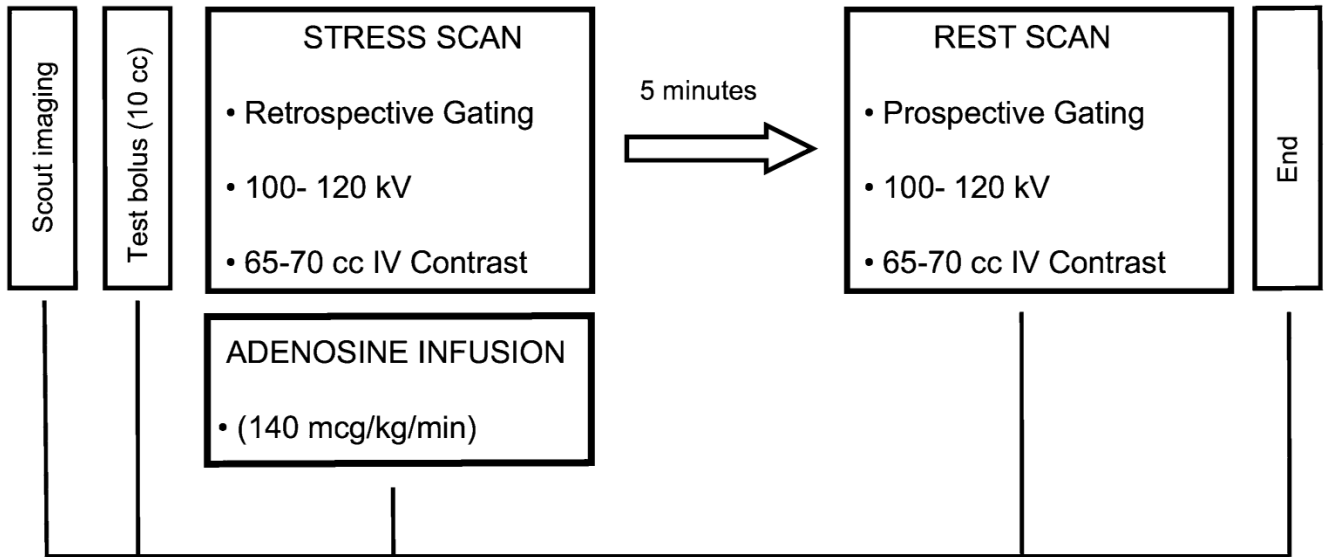 Scout imaging
Test bolus (10 cc)
STRESS SCAN
• Retrospective Gating
• 100- 120 kV
• 65-70 cc IV Contrast
ADENOSINE INFUSION
• (140 mcg/kg/min)
5 minutes
REST SCAN
• Prospective Gating
• 100- 120 kV
• 65-70 cc IV Contrast
End